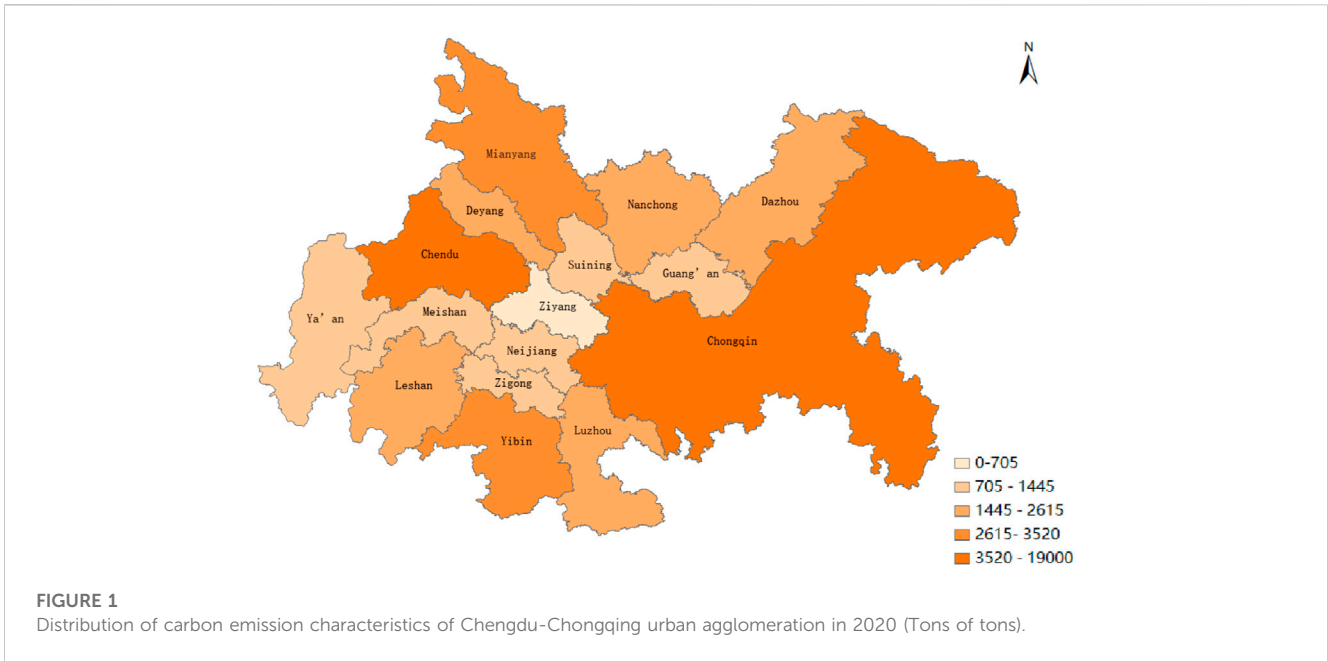 N
Mianyang
Deyang
Nanchong
Dazhou
Chendu
Suining
Guang' an
Ya' an
Meishan
Ziyang
Chongqin
Neijiang
Leshan
Zigong
Yibin
Luzhou
0-705
705 - 1445
1445 - 2615
2615- 3520
3520 - 19000
FIGURE 1
Distribution of carbon emission characteristics of Chengdu-Chongqing urban agglomeration in 2020 (Tons of tons).